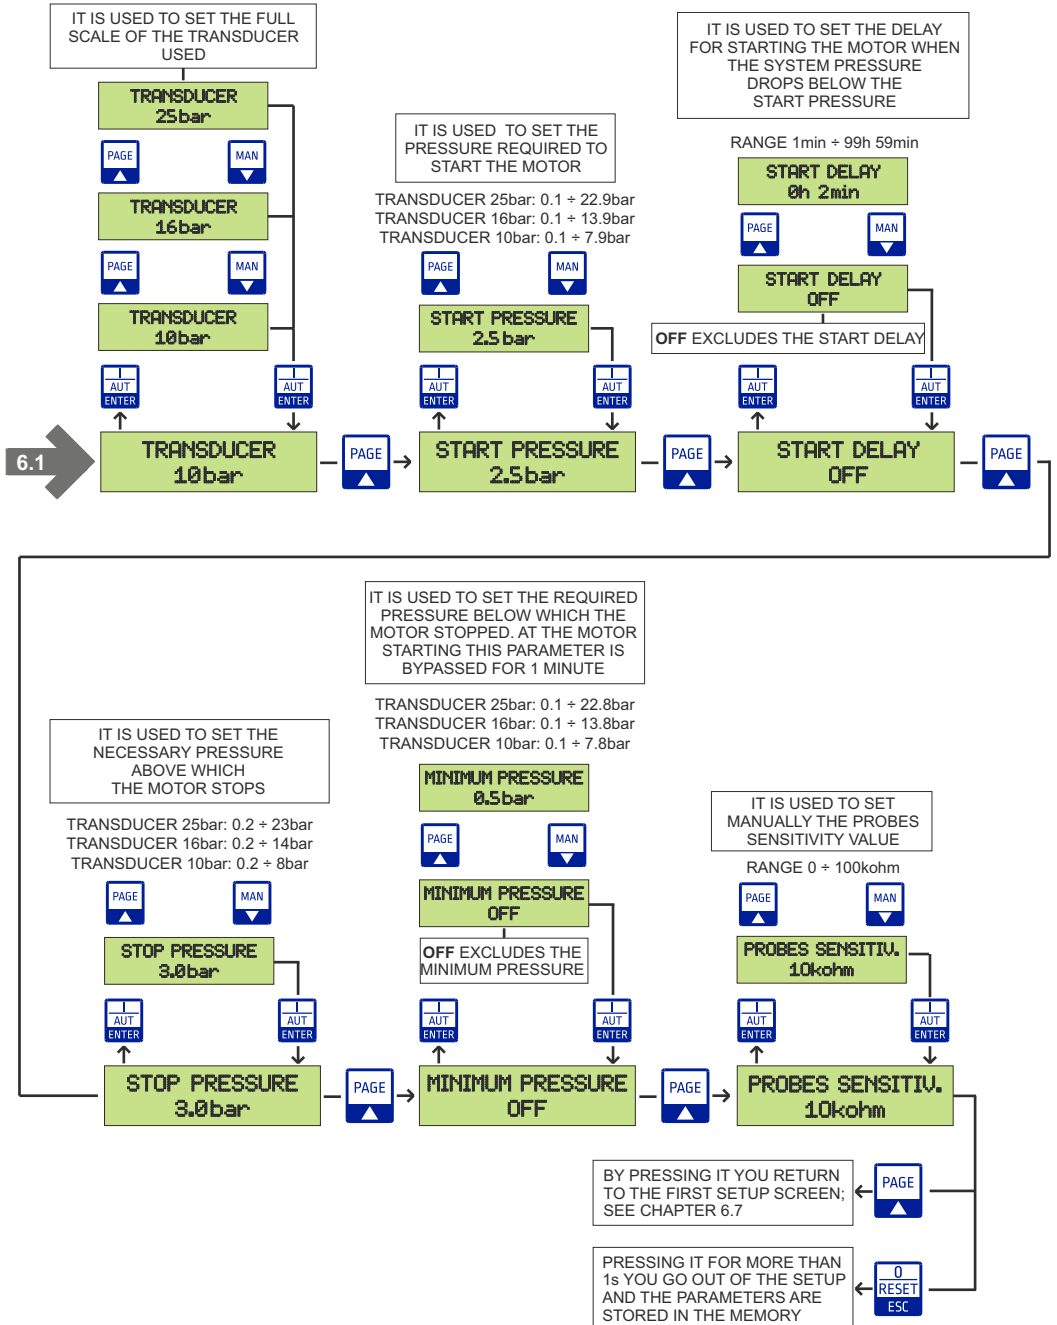 IT IS USED TO SET THE FULL
SCALE OF THE TRANSDUCER
USED
TRANSDUCER
25bar
PAGE
MAN
TRANSDUCER
16bar
PAGE
MAN
TRANSDUCER
10bar
I
AUT
ENTER
I
AUT
ENTER
IT IS USED TO SET THE
PRESSURE REQUIRED TO
START THE MOTOR
TRANSDUCER 25bar: 0.1 ÷ 22.9bar
TRANSDUCER 16bar: 0.1 ÷ 13.9bar
TRANSDUCER 10bar: 0.1 ÷ 7.9bar
PAGE
MAN
START PRESSURE
2.5bar
I
AUT
ENTER
I
AUT
ENTER
IT IS USED TO SET THE DELAY
FOR STARTING THE MOTOR WHEN
THE SYSTEM PRESSURE
DROPS BELOW THE
START PRESSURE
RANGE 1min ÷ 99h 59min
START DELAY
0h 2min
PAGE
MAN
START DELAY
OFF
OFF EXCLUDES THE START DELAY
I
AUT
ENTER
I
AUT
ENTER
6.1
TRANSDUCER
10bar
PAGE
START PRESSURE
2.5bar
PAGE
START DELAY
OFF
PAGE
IT IS USED TO SET THE
NECESSARY PRESSURE
ABOVE WHICH
THE MOTOR STOPS
TRANSDUCER 25bar: 0.2 ÷ 23bar
TRANSDUCER 16bar: 0.2 ÷ 14bar
TRANSDUCER 10bar: 0.2 ÷ 8bar
PAGE
MAN
STOP PRESSURE
3.0bar
I
AUT
ENTER
I
AUT
ENTER
IT IS USED TO SET THE REQUIRED
PRESSURE BELOW WHICH THE
MOTOR STOPPED. AT THE MOTOR
STARTING THIS PARAMETER IS
BYPASSED FOR 1 MINUTE
TRANSDUCER 25bar: 0.1 ÷ 22.8bar
TRANSDUCER 16bar: 0.1 ÷ 13.8bar
TRANSDUCER 10bar: 0.1 ÷ 7.8bar
MINIMUM PRESSURE
0.5bar
PAGE
MAN
MINIMUM PRESSURE
OFF
OFF EXCLUDES THE
MINIMUM PRESSURE
I
AUT
ENTER
I
AUT
ENTER
IT IS USED TO SET
MANUALLY THE PROBES
SENSITIVITY VALUE
RANGE 0 ÷ 100kohm
PAGE
MAN
PROBES SENSITIV.
10kohm
I
AUT
ENTER
I
AUT
ENTER
STOP PRESSURE
3.0bar
PAGE
MINIMUM PRESSURE
OFF
PAGE
PROBES SENSITIV.
10kohm
BY PRESSING IT YOU RETURN
TO THE FIRST SETUP SCREEN;
SEE CHAPTER 6.7
PAGE
PRESSING IT FOR MORE THAN
1s YOU GO OUT OF THE SETUP
AND THE PARAMETERS ARE
STORED IN THE MEMORY
0
RESET
ESC